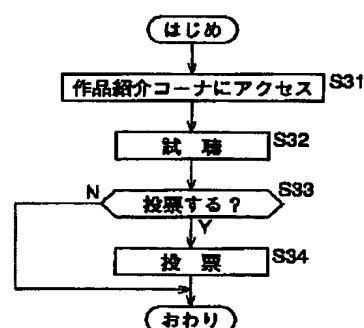 はじめ
作品紹介コーナにアクセス S31
試聴 S32
投票する? S33
N
Y
投票 S34
おわり